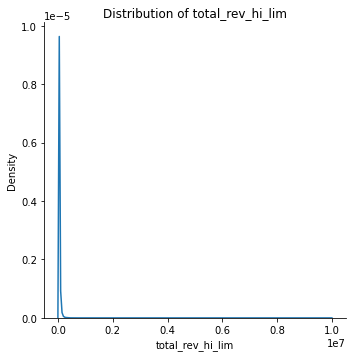 Distribution of total_rev_hi_lim
1e−5
1.0
0.8
0.6
0.4
0.2
0.0
Density
0.0 0.2 0.4 0.6 0.8 1.0
1e7
total_rev_hi_lim